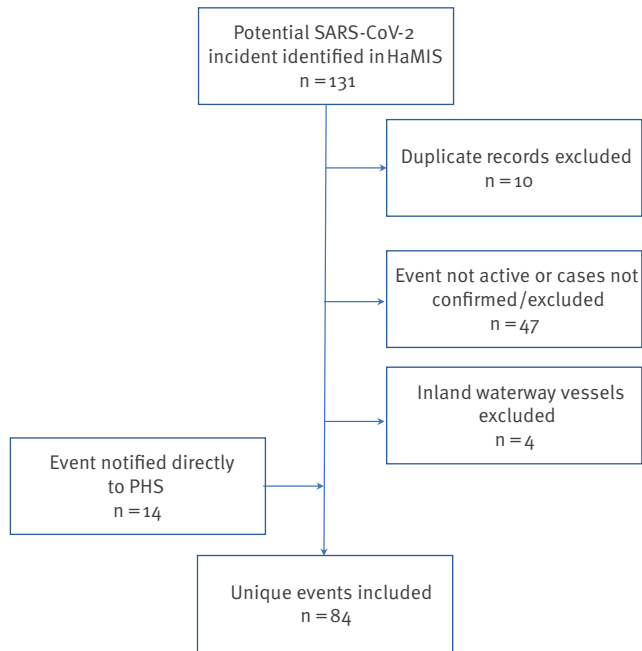 Potential SARS-CoV-2
incident identified in HaMIS
n = 131
Duplicate records excluded
n = 10
Event not active or cases not
confirmed/excluded
n = 47
Inland waterway vessels
excluded
n = 4
Event notified directly
to PHS
n = 14
Unique events included
n = 84